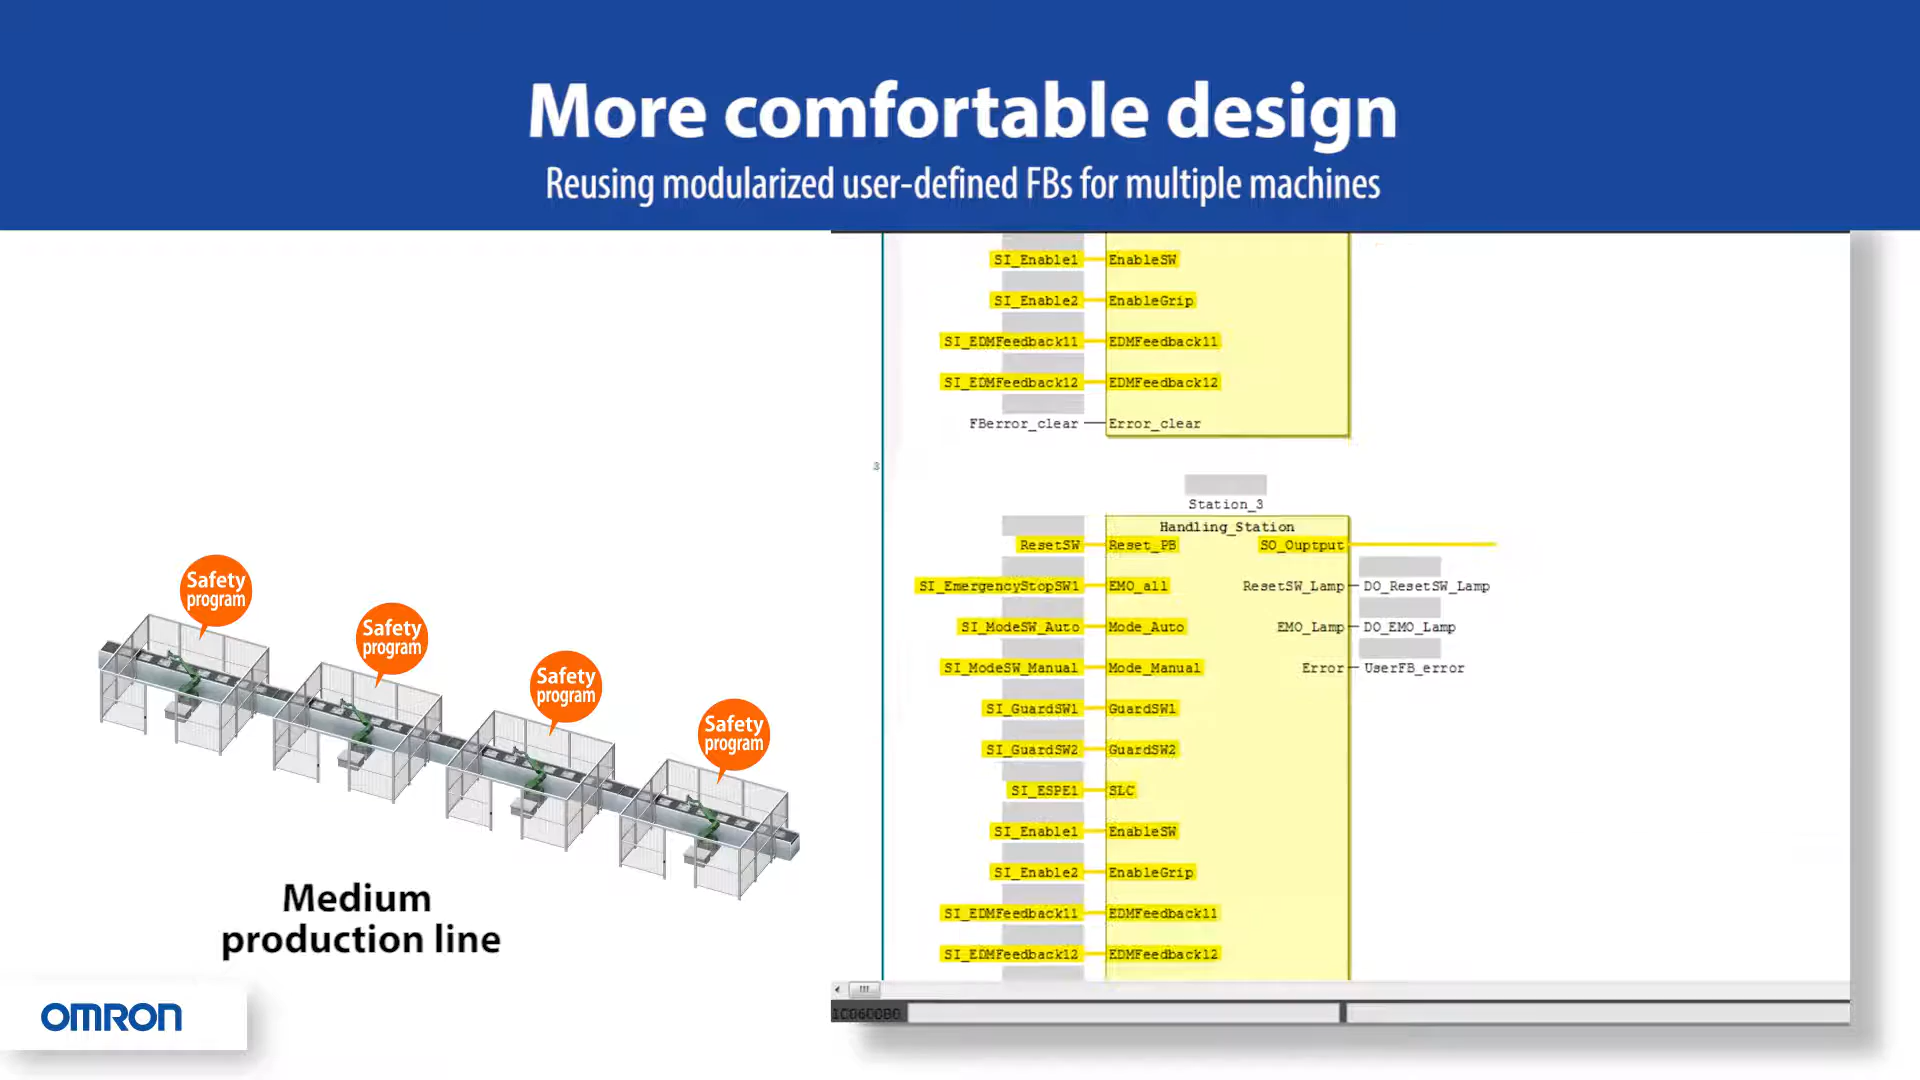 More comfortable design
Reusing modularized user-defined FBs for multiple machines
Safety
program
Safety
program
Safety
program
Safety
program
Medium
production line
OMRON
SI_Enable1 EnableSW
SI_Enable2 EnableGrip
SI_EDMFeedback11 EDMFeedback11
SI_EDMFeedback12 EDMFeedback12
FBerror_clear Error_clear
3
Station_3
Handling_Station
ResetSW Reset_PB SO_Ouptput
SI_EmergencyStopSW1 EMO_all ResetSW_Lamp DO_ResetSW_Lamp
SI_ModeSW_Auto Mode_Auto EMO_Lamp DO_EMO_Lamp
SI_ModeSW_Manual Mode_Manual Error UserFB_error
SI_GuardSW1 GuardSW1
SI_GuardSW2 GuardSW2
SI_ESPE1 SLC
SI_Enable1 EnableSW
SI_Enable2 EnableGrip
SI_EDMFeedback11 EDMFeedback11
SI_EDMFeedback12 EDMFeedback12